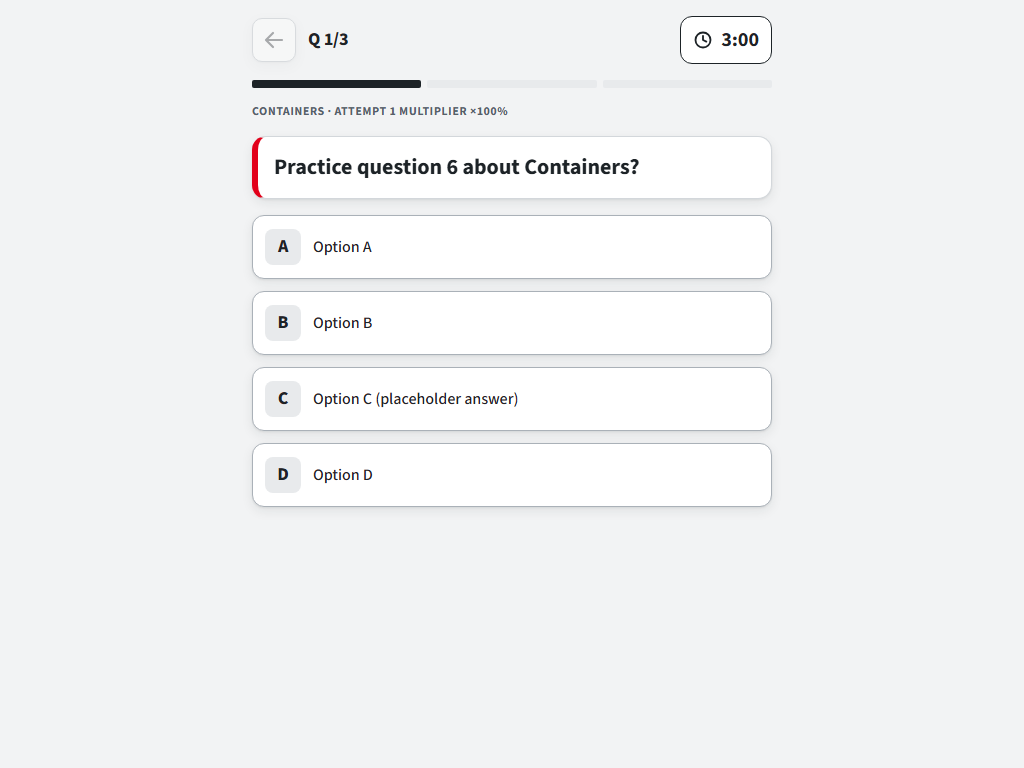 Q 1/3
3:00
CONTAINERS · ATTEMPT 1 MULTIPLIER ×100%
Practice question 6 about Containers?
A Option A
B Option B
C Option C (placeholder answer)
D Option D